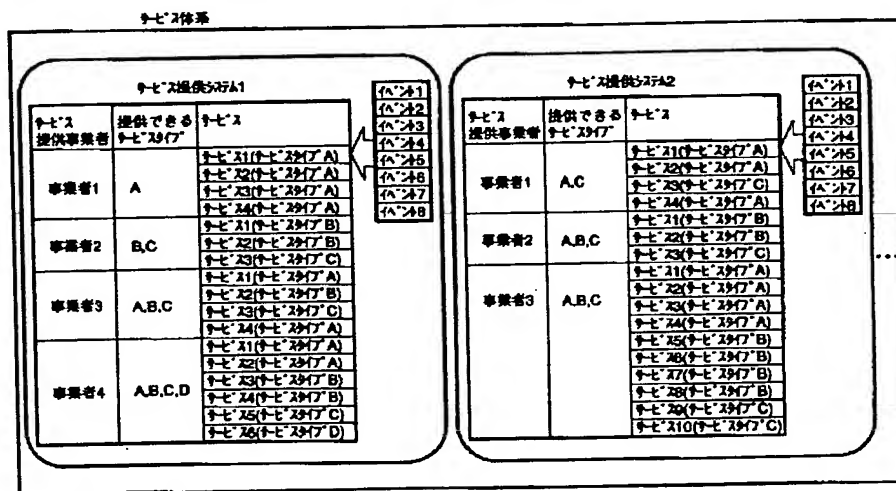 サービス体系
サービス提供システム1
サービス提供事業者
提供できるサービスタイプ
サービス
事業者1
A
サービス1(サービスタイプA)
サービス2(サービスタイプA)
サービス3(サービスタイプA)
サービス4(サービスタイプA)
事業者2
B,C
サービス1(サービスタイプB)
サービス2(サービスタイプB)
サービス3(サービスタイプC)
事業者3
A,B,C
サービス1(サービスタイプA)
サービス2(サービスタイプB)
サービス3(サービスタイプC)
サービス4(サービスタイプA)
事業者4
A,B,C,D
サービス1(サービスタイプA)
サービス2(サービスタイプA)
サービス3(サービスタイプB)
サービス4(サービスタイプB)
サービス5(サービスタイプC)
サービス6(サービスタイプD)
イベント1
イベント2
イベント3
イベント4
イベント5
イベント6
イベント7
イベント8
サービス提供システム2
サービス提供事業者
提供できるサービスタイプ
サービス
事業者1
A,C
サービス1(サービスタイプA)
サービス2(サービスタイプA)
サービス3(サービスタイプC)
サービス4(サービスタイプA)
事業者2
A,B,C
サービス1(サービスタイプB)
サービス2(サービスタイプB)
サービス3(サービスタイプC)
事業者3
A,B,C
サービス1(サービスタイプA)
サービス2(サービスタイプA)
サービス3(サービスタイプA)
サービス4(サービスタイプA)
サービス5(サービスタイプB)
サービス6(サービスタイプB)
サービス7(サービスタイプB)
サービス8(サービスタイプB)
サービス9(サービスタイプC)
サービス10(サービスタイプC)
イベント1
イベント2
イベント3
イベント4
イベント5
イベント6
イベント7
イベント8
…